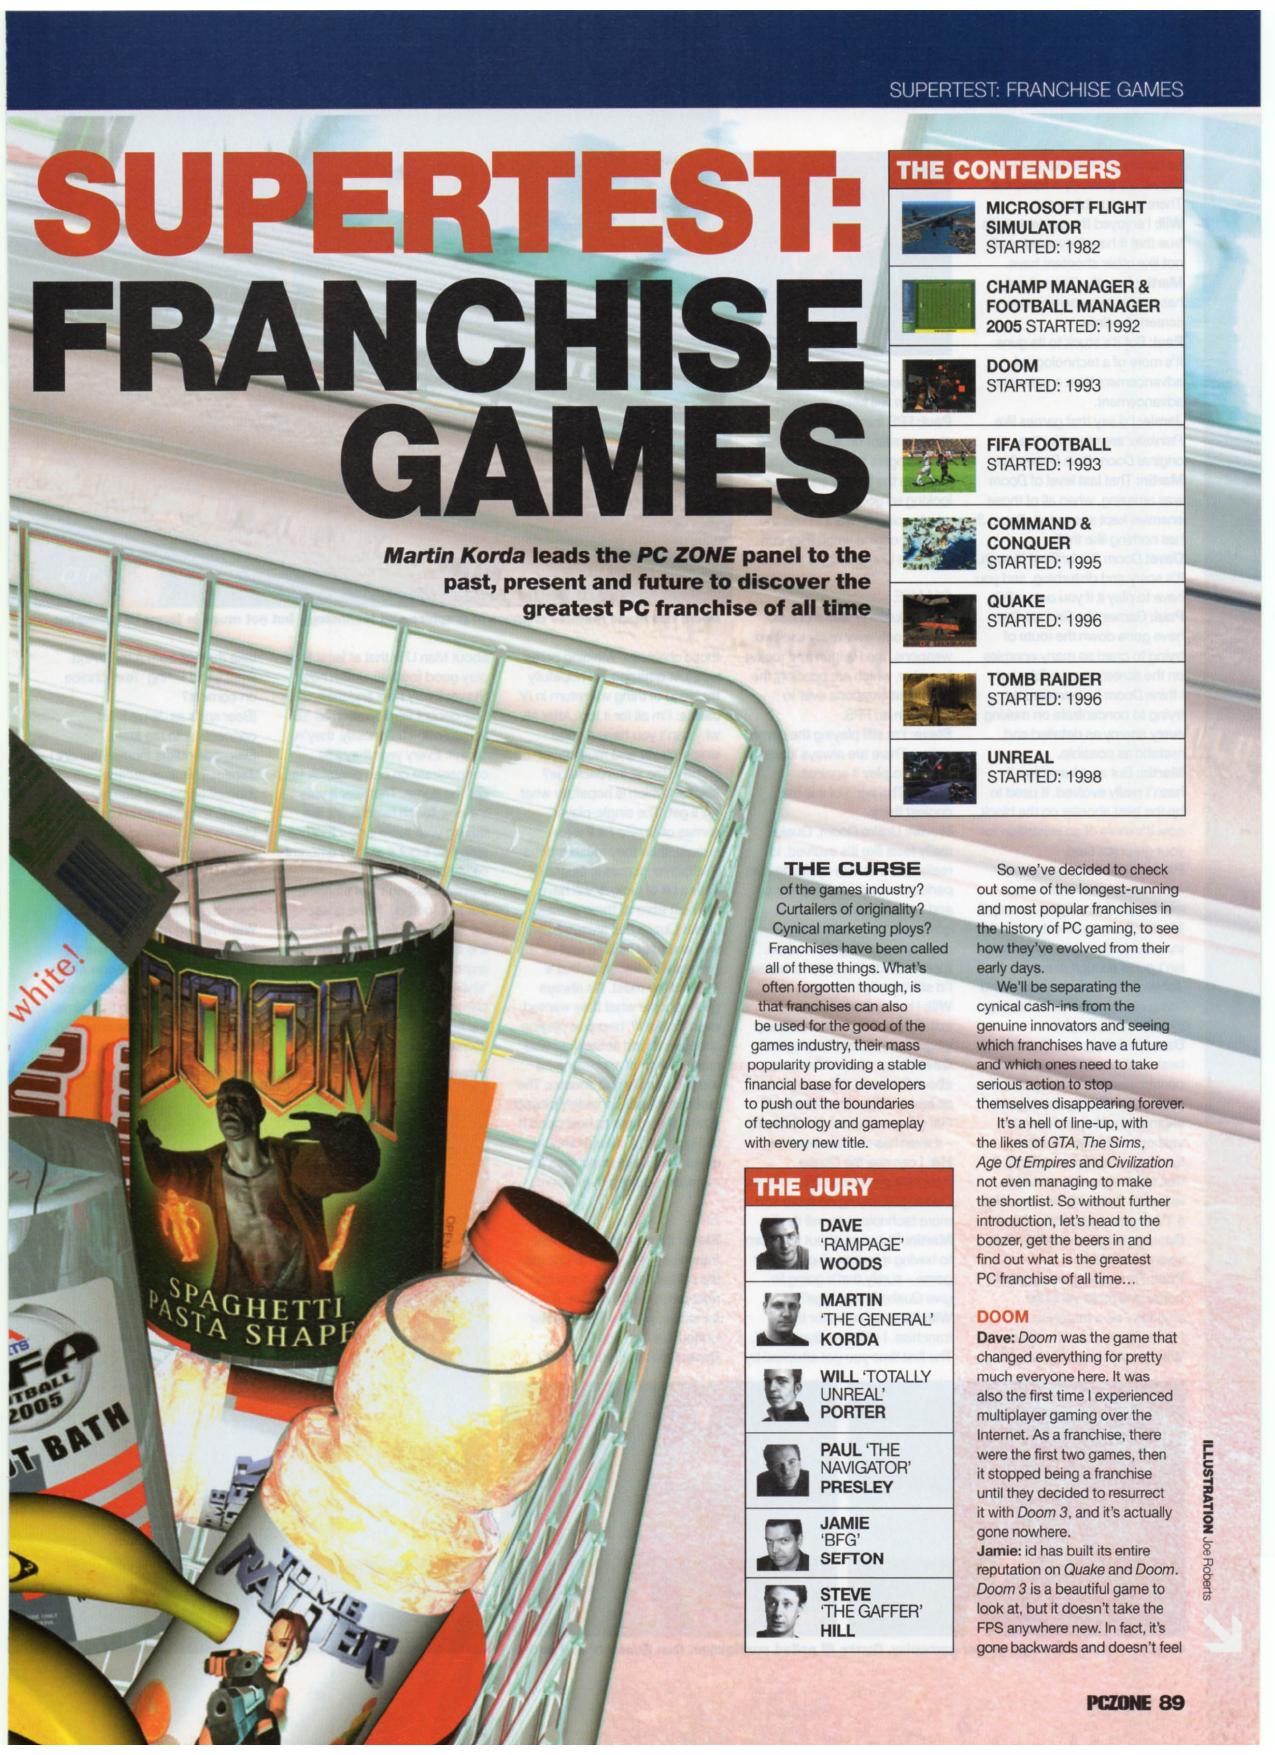 SUPERTEST: FRANCHISE GAMES
SUPERTEST:
FRANCHISE
GAMES
Martin Korda leads the PC ZONE panel to the
past, present and future to discover the
greatest PC franchise of all time
THE CONTENDERS
MICROSOFT FLIGHT
SIMULATOR
STARTED: 1982
CHAMP MANAGER &
FOOTBALL MANAGER
2005 STARTED: 1992
DOOM
STARTED: 1993
FIFA FOOTBALL
STARTED: 1993
COMMAND &
CONQUER
STARTED: 1995
QUAKE
STARTED: 1996
TOMB RAIDER
STARTED: 1996
UNREAL
STARTED: 1998
white!
DOOM
SPAGHETTI
PASTA SHAPE
OPEN
FOOTBALL
2005
BATH
TOMB
RAIDER
THE CURSE
of the games industry?
Curtailers of originality?
Cynical marketing ploys?
Franchises have been called
all of these things. What's
often forgotten though, is
that franchises can also
be used for the good of the
games industry, their mass
popularity providing a stable
financial base for developers
to push out the boundaries
of technology and gameplay
with every new title.
THE JURY
DAVE
'RAMPAGE'
WOODS
MARTIN
'THE GENERAL'
KORDA
WILL 'TOTALLY
UNREAL'
PORTER
PAUL 'THE
NAVIGATOR'
PRESLEY
JAMIE
'BFG'
SEFTON
STEVE
'THE GAFFER'
HILL
So we've decided to check
out some of the longest-running
and most popular franchises in
the history of PC gaming, to see
how they've evolved from their
early days.
We'll be separating the
cynical cash-ins from the
genuine innovators and seeing
which franchises have a future
and which ones need to take
serious action to stop
themselves disappearing forever.
It's a hell of line-up, with
the likes of GTA, The Sims,
Age Of Empires and Civilization
not even managing to make
the shortlist. So without further
introduction, let's head to the
boozer, get the beers in and
find out what is the greatest
PC franchise of all time...
DOOM
Dave: Doom was the game that
changed everything for pretty
much everyone here. It was
also the first time I experienced
multiplayer gaming over the
Internet. As a franchise, there
were the first two games, then
it stopped being a franchise
until they decided to resurrect
it with Doom 3, and it's actually
gone nowhere.
Jamie: id has built its entire
reputation on Quake and Doom.
Doom 3 is a beautiful game to
look at, but it doesn't take the
FPS anywhere new. In fact, it's
gone backwards and doesn't feel
ILLUSTRATION Joe Roberts
PCZONE 89